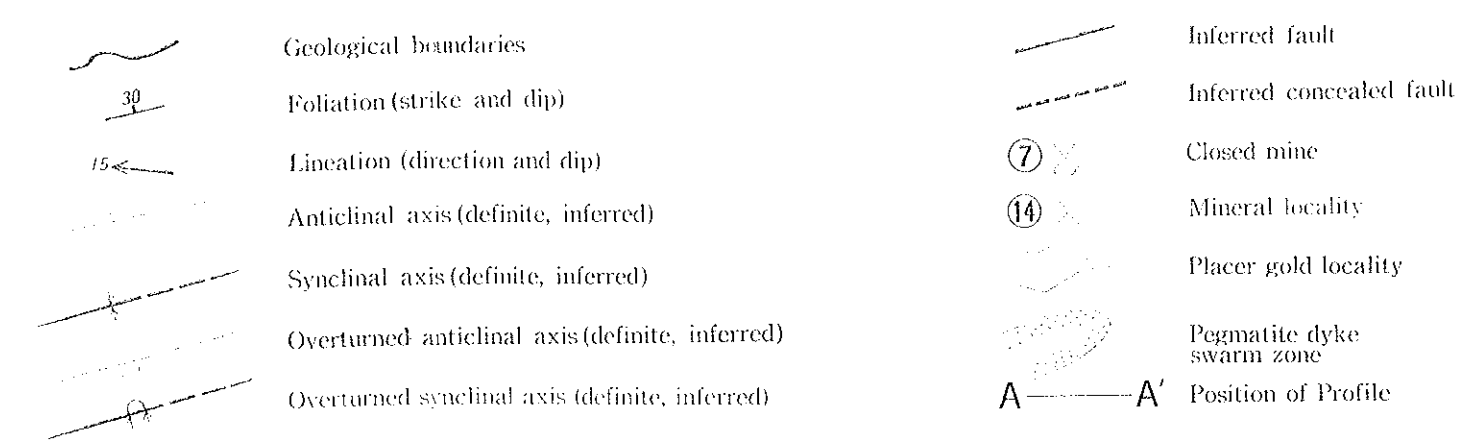 Geological boundaries
30
Foliation (strike and dip)
15
Lineation (direction and dip)
Anticlinal axis (definite, inferred)
Synclinal axis (definite, inferred)
Overturned anticlinal axis (definite, inferred)
Overturned synclinal axis (definite, inferred)
Inferred fault
Inferred concealed fault
7
Closed mine
14
Mineral locality
Placer gold locality
Pegmatite dyke
swarm zone
A A'
Position of Profile